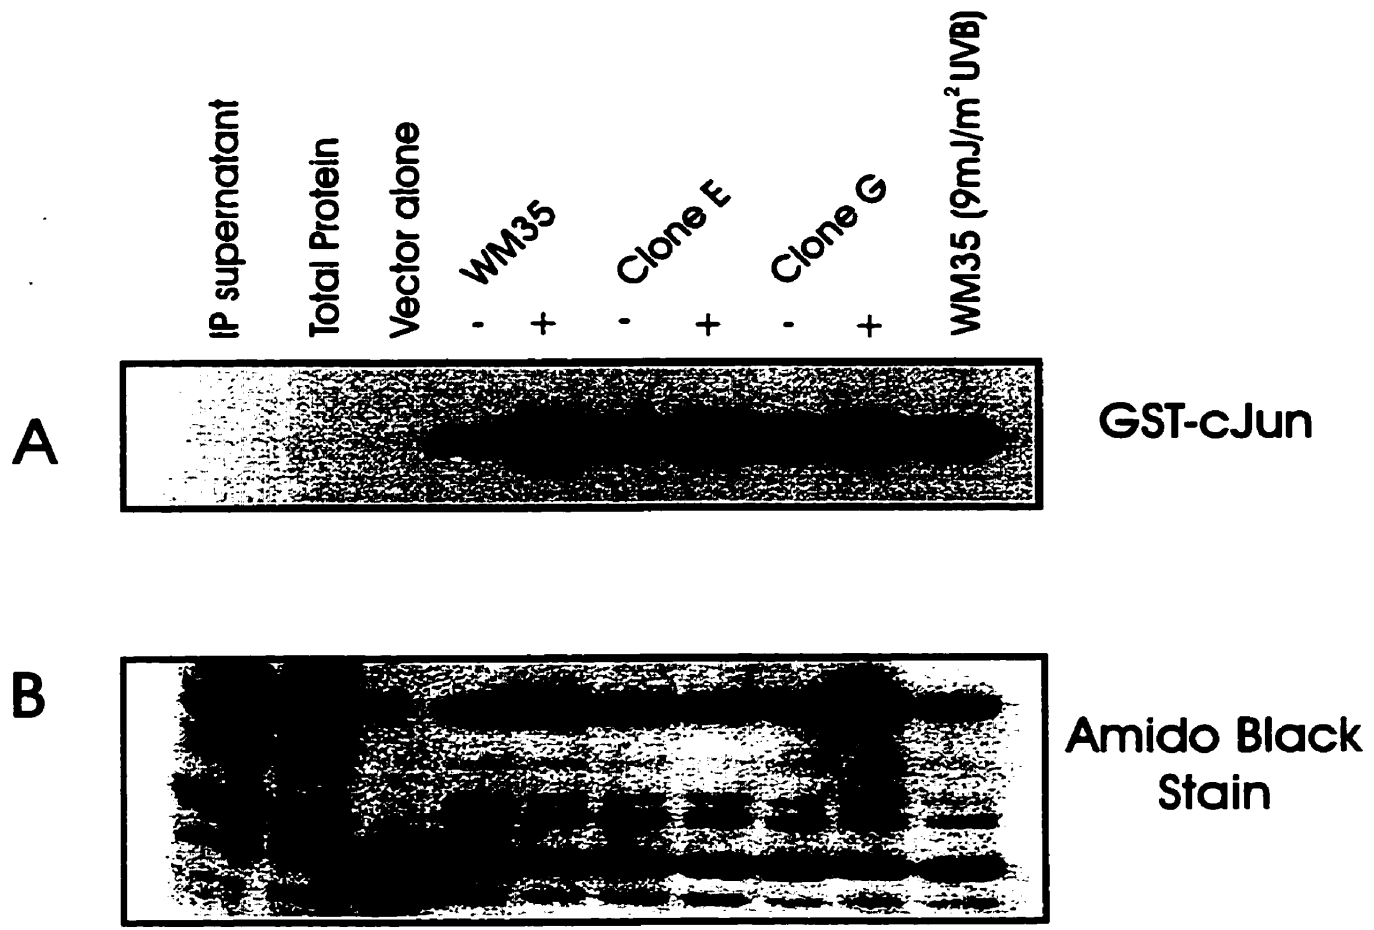 IP supernatant
Total Protein
Vector alone
WM35
Clone E
Clone G
WM35 (9mJ/m² UVB)
- + - + - +
A
GST-cJun
B
Amido Black
Stain